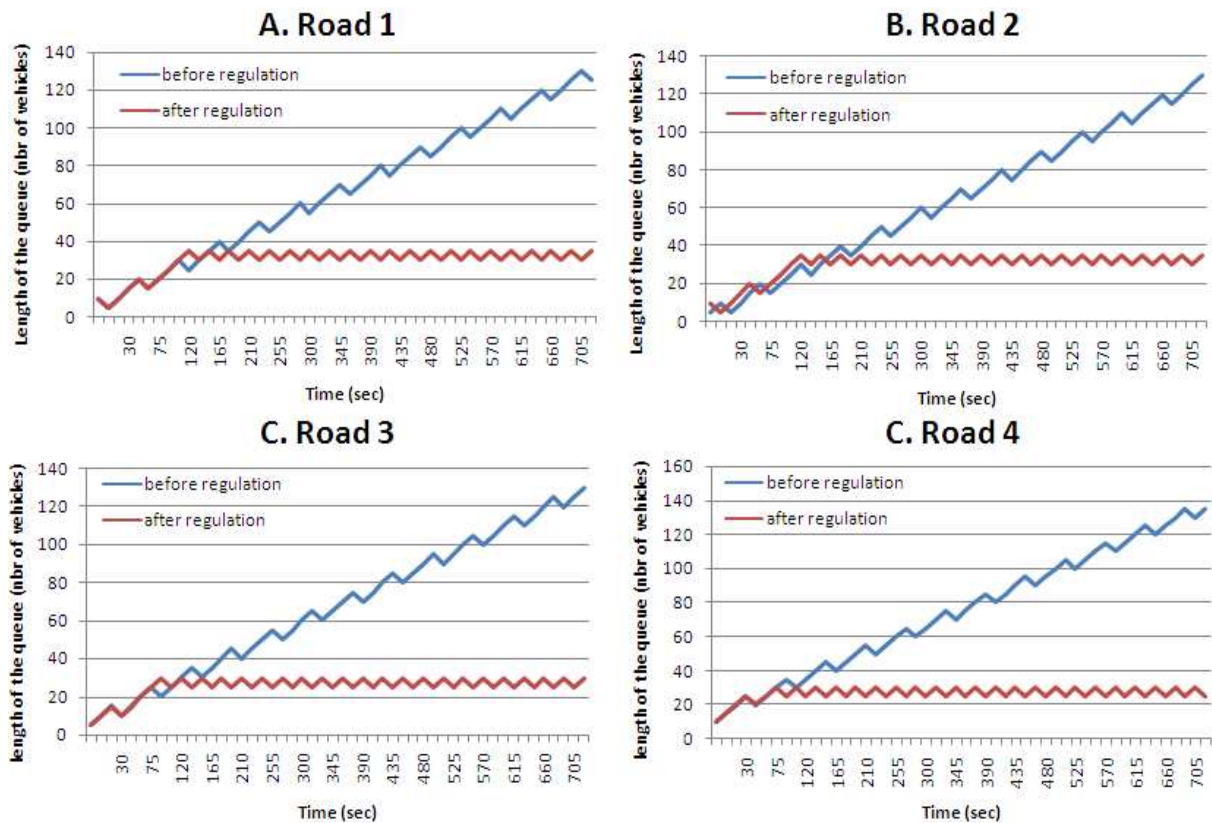 A. Road 1
Length of the queue (nbr of vehicles)
140
120
100
80
60
40
20
0
before regulation
after regulation
30 75 120 165 210 255 300 345 390 435 480 525 570 615 660 705
Time (sec)
B. Road 2
Length of the queue (nbr of vehicles)
140
120
100
80
60
40
20
0
before regulation
after regulation
30 75 120 165 210 255 300 345 390 435 480 525 570 615 660 705
Time (sec)
C. Road 3
length of the queue (nbr of vehicles)
140
120
100
80
60
40
20
0
before regulation
after regulation
30 75 120 165 210 255 300 345 390 435 480 525 570 615 660 705
Time (sec)
C. Road 4
length of the queue (nbr of vehicles)
160
140
120
100
80
60
40
20
0
before regulation
after regulation
30 75 120 165 210 255 300 345 390 435 480 525 570 615 660 705
Time (sec)